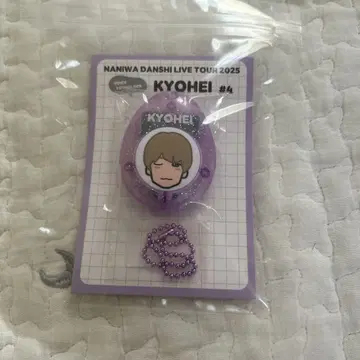 NANIWA DANSHI LIVE TOUR 2025
KYOHEI #4
KYOHEI